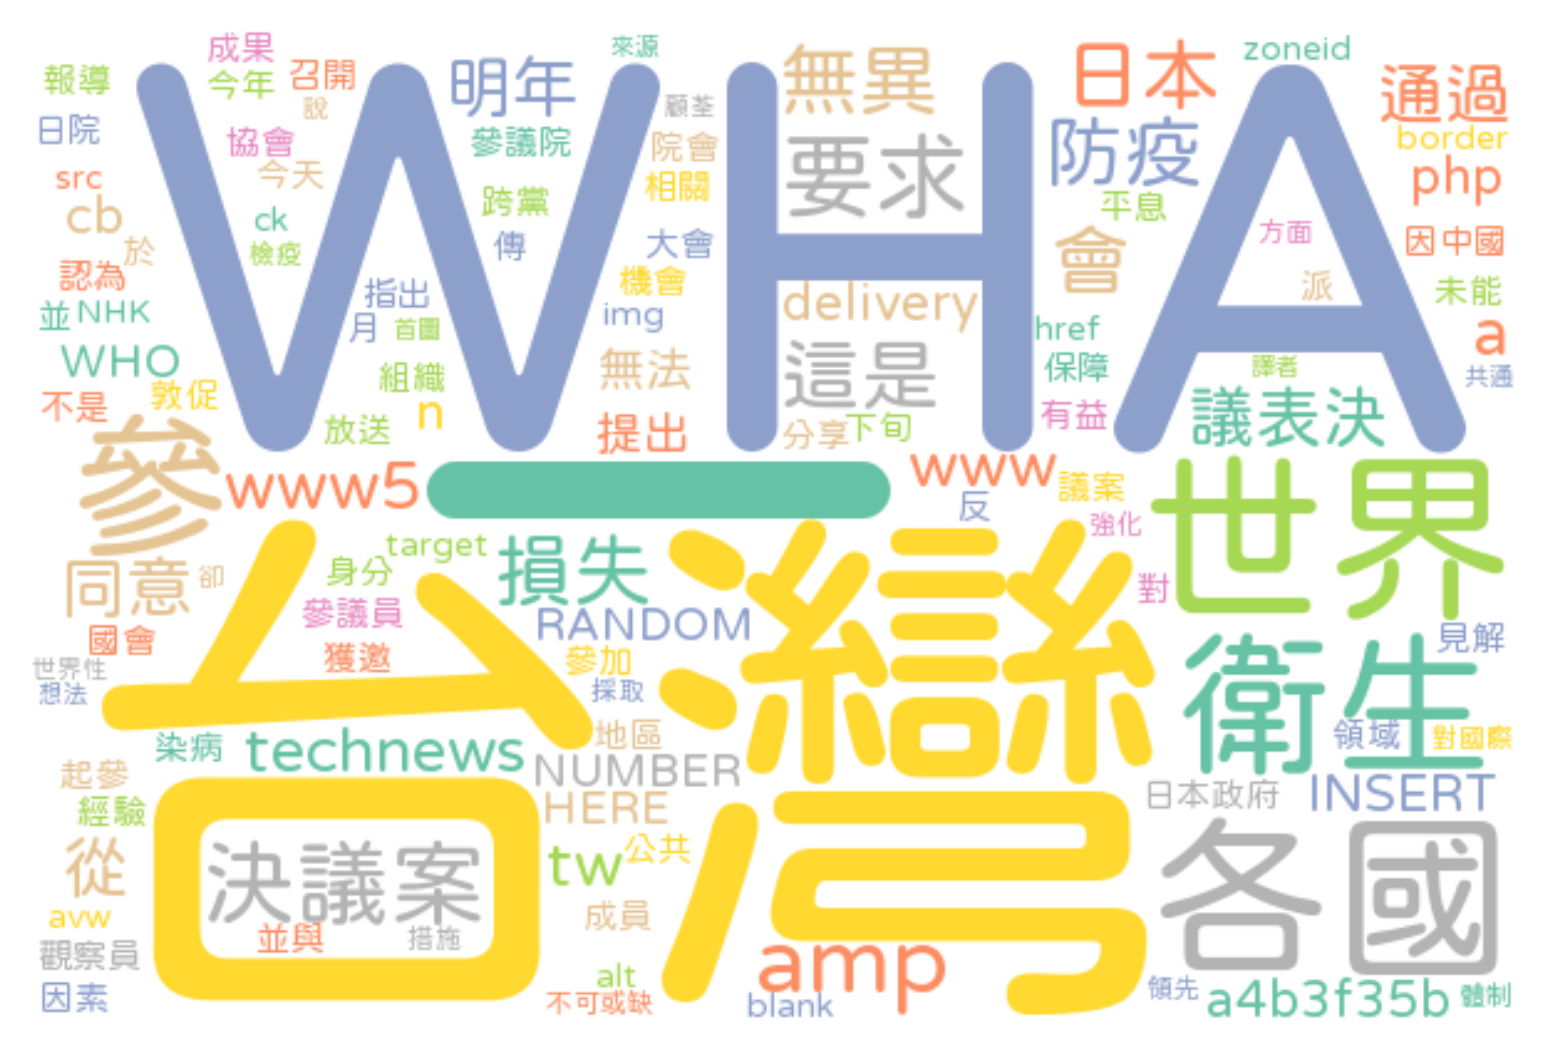 成果
來源
zoneid
報導
今年
召開
明年
無異
日本
通過
說
顧荃
日院
協會
參議院
院會
防疫
border
今天
要求
src
相關
php
cb
跨黨
平息
ck
於
檢疫
傳
大會
會
方面
因中國
認為
機會
指出
派
未能
並
NHK
月
首圖
img
delivery
href
a
WHO
組織
無法
這是
保障
譯者
共通
不是
敦促
n
有益
議表決
放送
提出
分享
下旬
WHA
參
www5
一
www
議案
反
強化
世界
target
損失
同意
卻
身分
對
參議員
RANDOM
國會
見解
世界性
獲邀
參加
想法
採取
衛生
染病
technews
地區
領域
對國際
起參
NUMBER
日本政府
INSERT
經驗
HERE
台灣
從
決議案
tw
公共
各國
avw
成員
觀察員
並與
措施
amp
因素
alt
不可或缺
blank
領先
a4b3f35b
體制